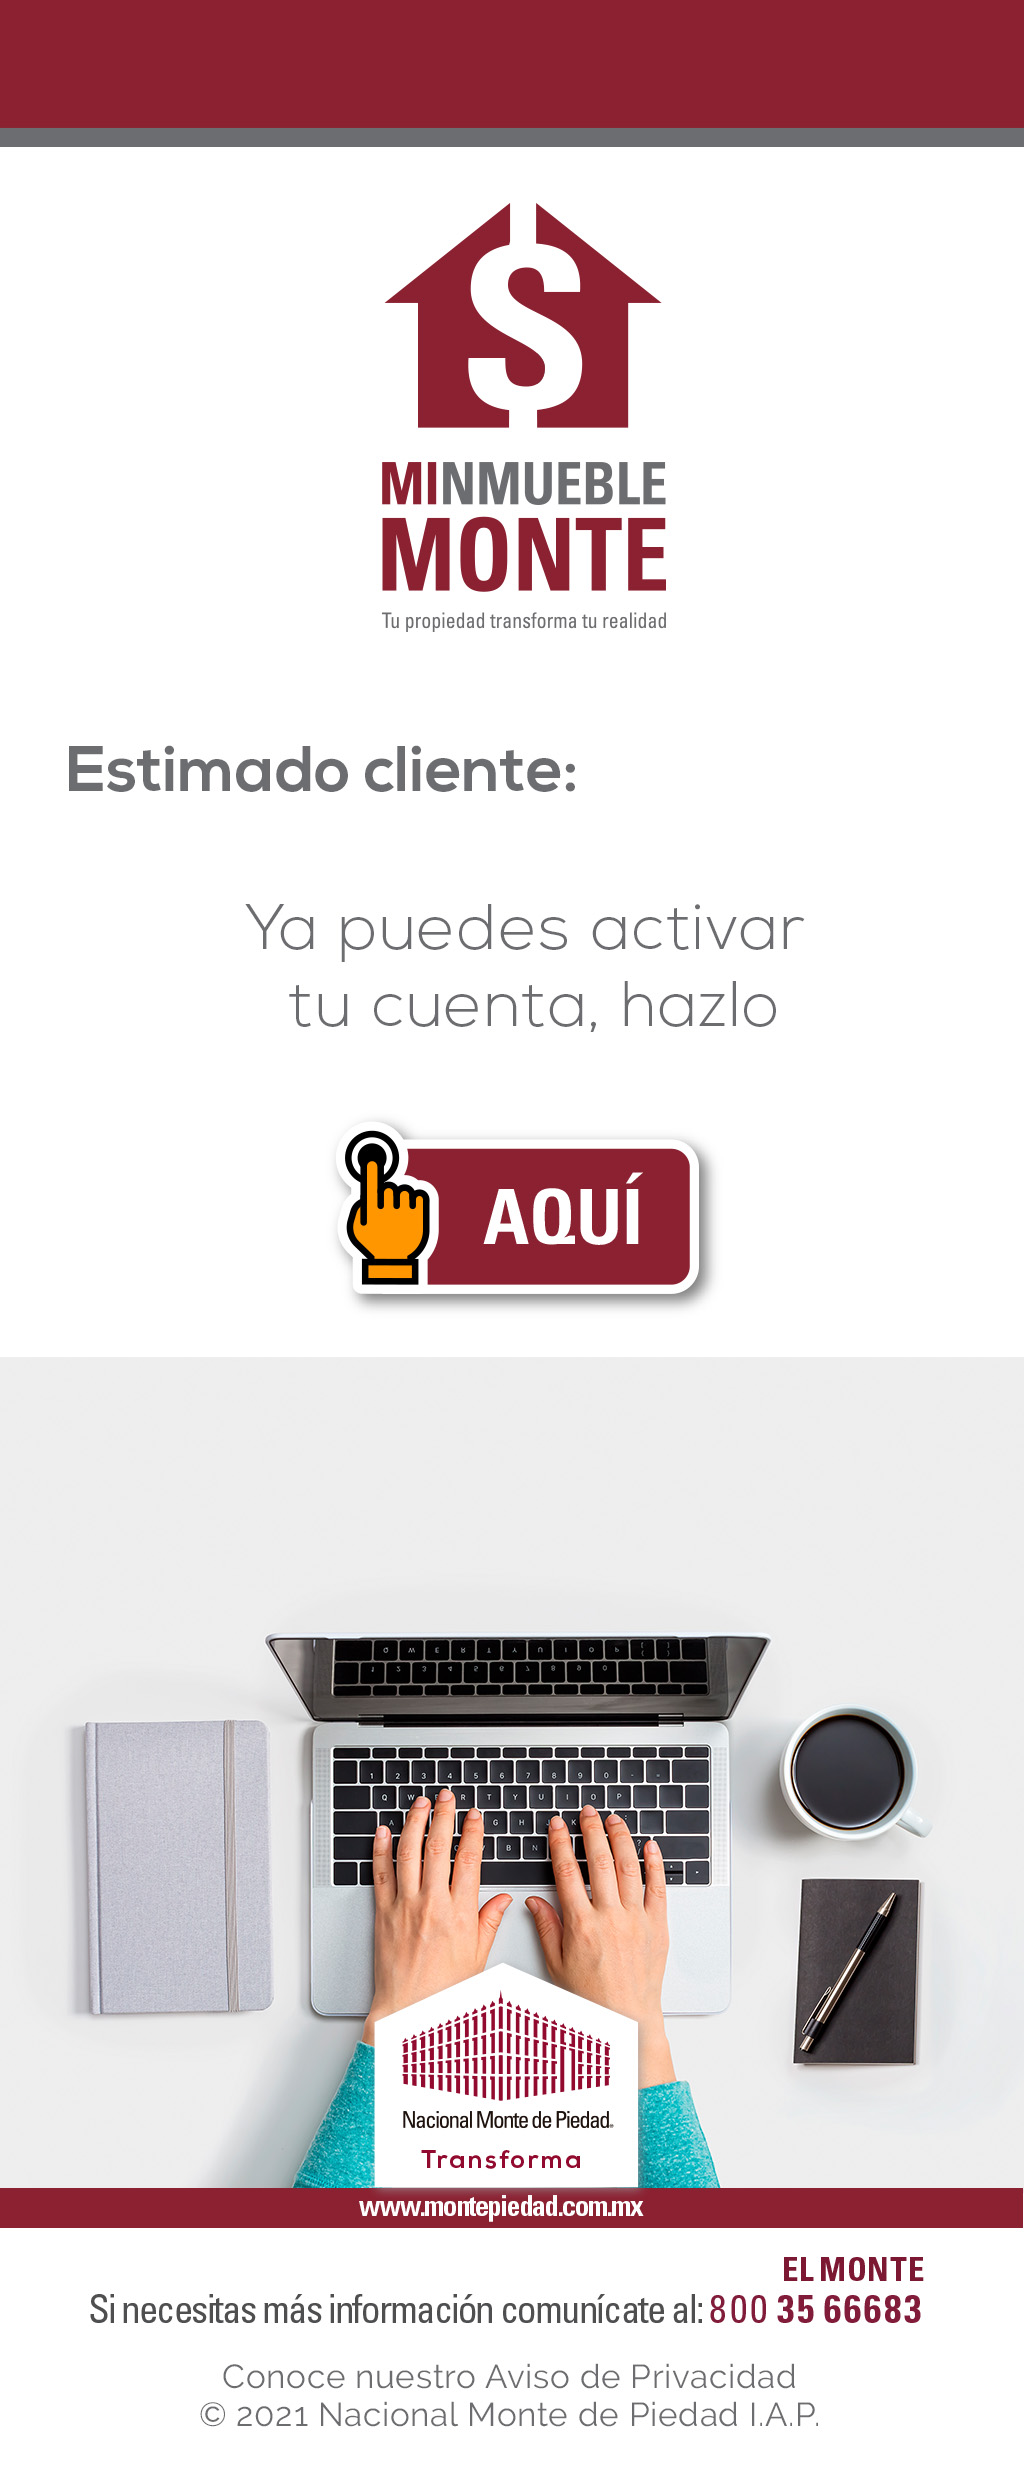 $
MINMUEBLE
MONTE
Tu propiedad transforma tu realidad
Estimado cliente:
Ya puedes activar
tu cuenta, hazlo
AQUÍ
Nacional Monte de Piedad
Transforma
www.montepiedad.com.mx
EL MONTE
Si necesitas más información comunícate al: 800 35 66683
Conoce nuestro Aviso de Privacidad
© 2021 Nacional Monte de Piedad I.A.P.